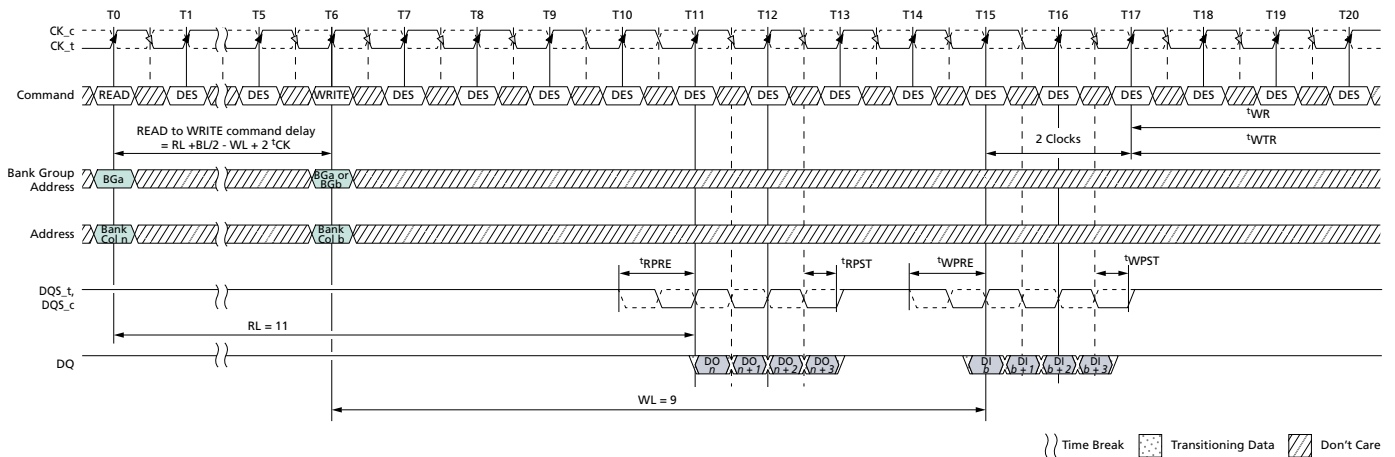 T0 T1 T5 T6 T7 T8 T9 T10 T11 T12 T13 T14 T15 T16 T17 T18 T19 T20
CK_c
CK_t
Command READ DES DES WRITE DES DES DES DES DES DES DES DES DES DES DES DES DES DES
tWR
READ to WRITE command delay
= RL +BL/2 - WL + 2 tCK
2 Clocks tWTR
Bank Group
Address
BGa
BGa or
BGb
Address
Bank
Col n
Bank
Col b
tRPRE tRPST tWPRE tWPST
DQS_t,
DQS_c
RL = 11
DQ
DO
n
DO
n + 1
DO
n + 2
DO
n + 3
DI
b
DI
b + 1
DI
b + 2
DI
b + 3
WL = 9
Time Break Transitioning Data Don't Care